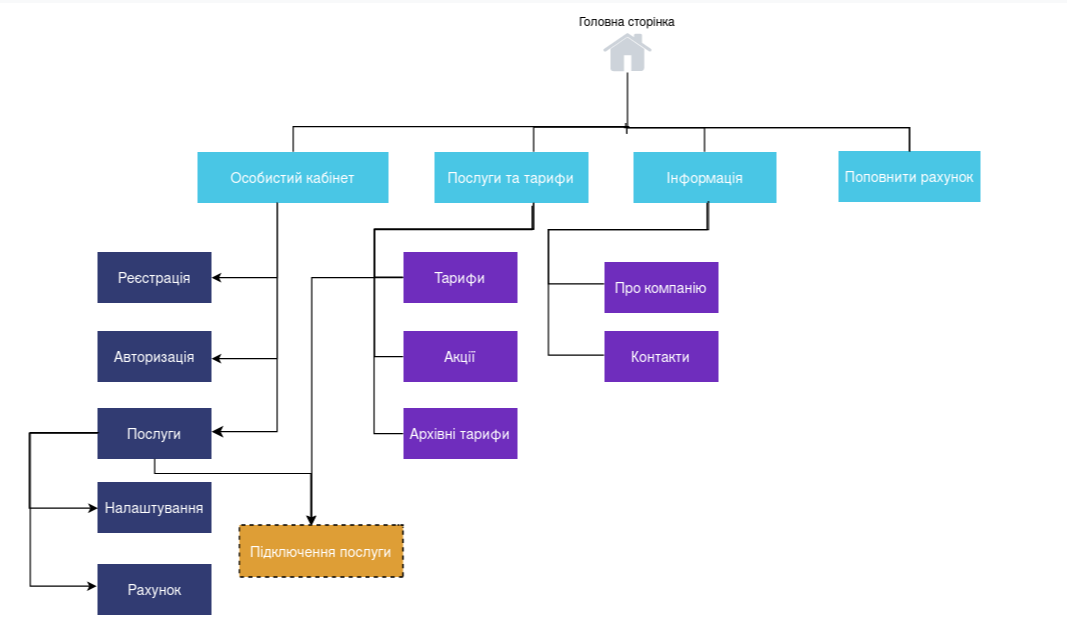 Головна сторінка
Особистий кабінет
Послуги та тарифи
Інформація
Поповнити рахунок
Реєстрація
Тарифи
Про компанію
Авторизація
Акції
Контакти
Послуги
Архівні тарифи
Налаштування
Підключення послуги
Рахунок